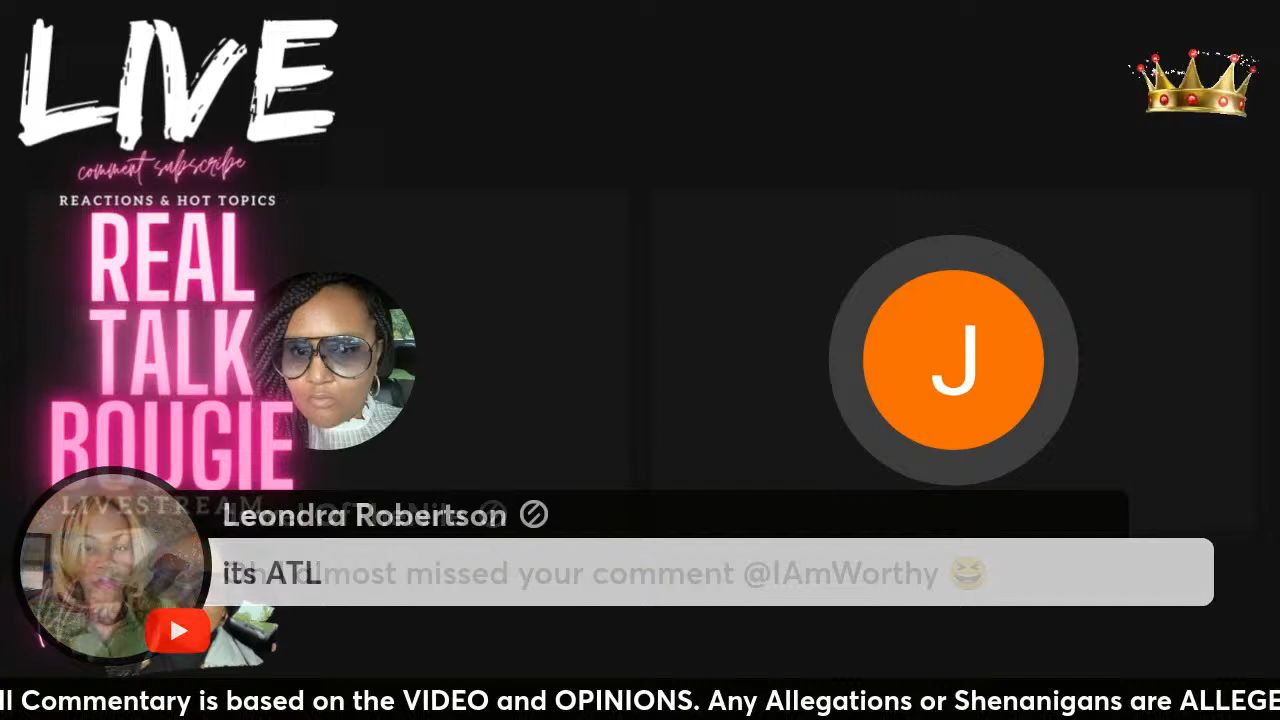 LIVE
comment subscribe
REACTIONS & HOT TOPICS
REAL
TALK
BOUGIE
LIVESTREAM
J
Leondra Robertson
its ATL
almost missed your comment @IAmWorthy 😆
ll Commentary is based on the VIDEO and OPINIONS. Any Allegations or Shenanigans are ALLEGE